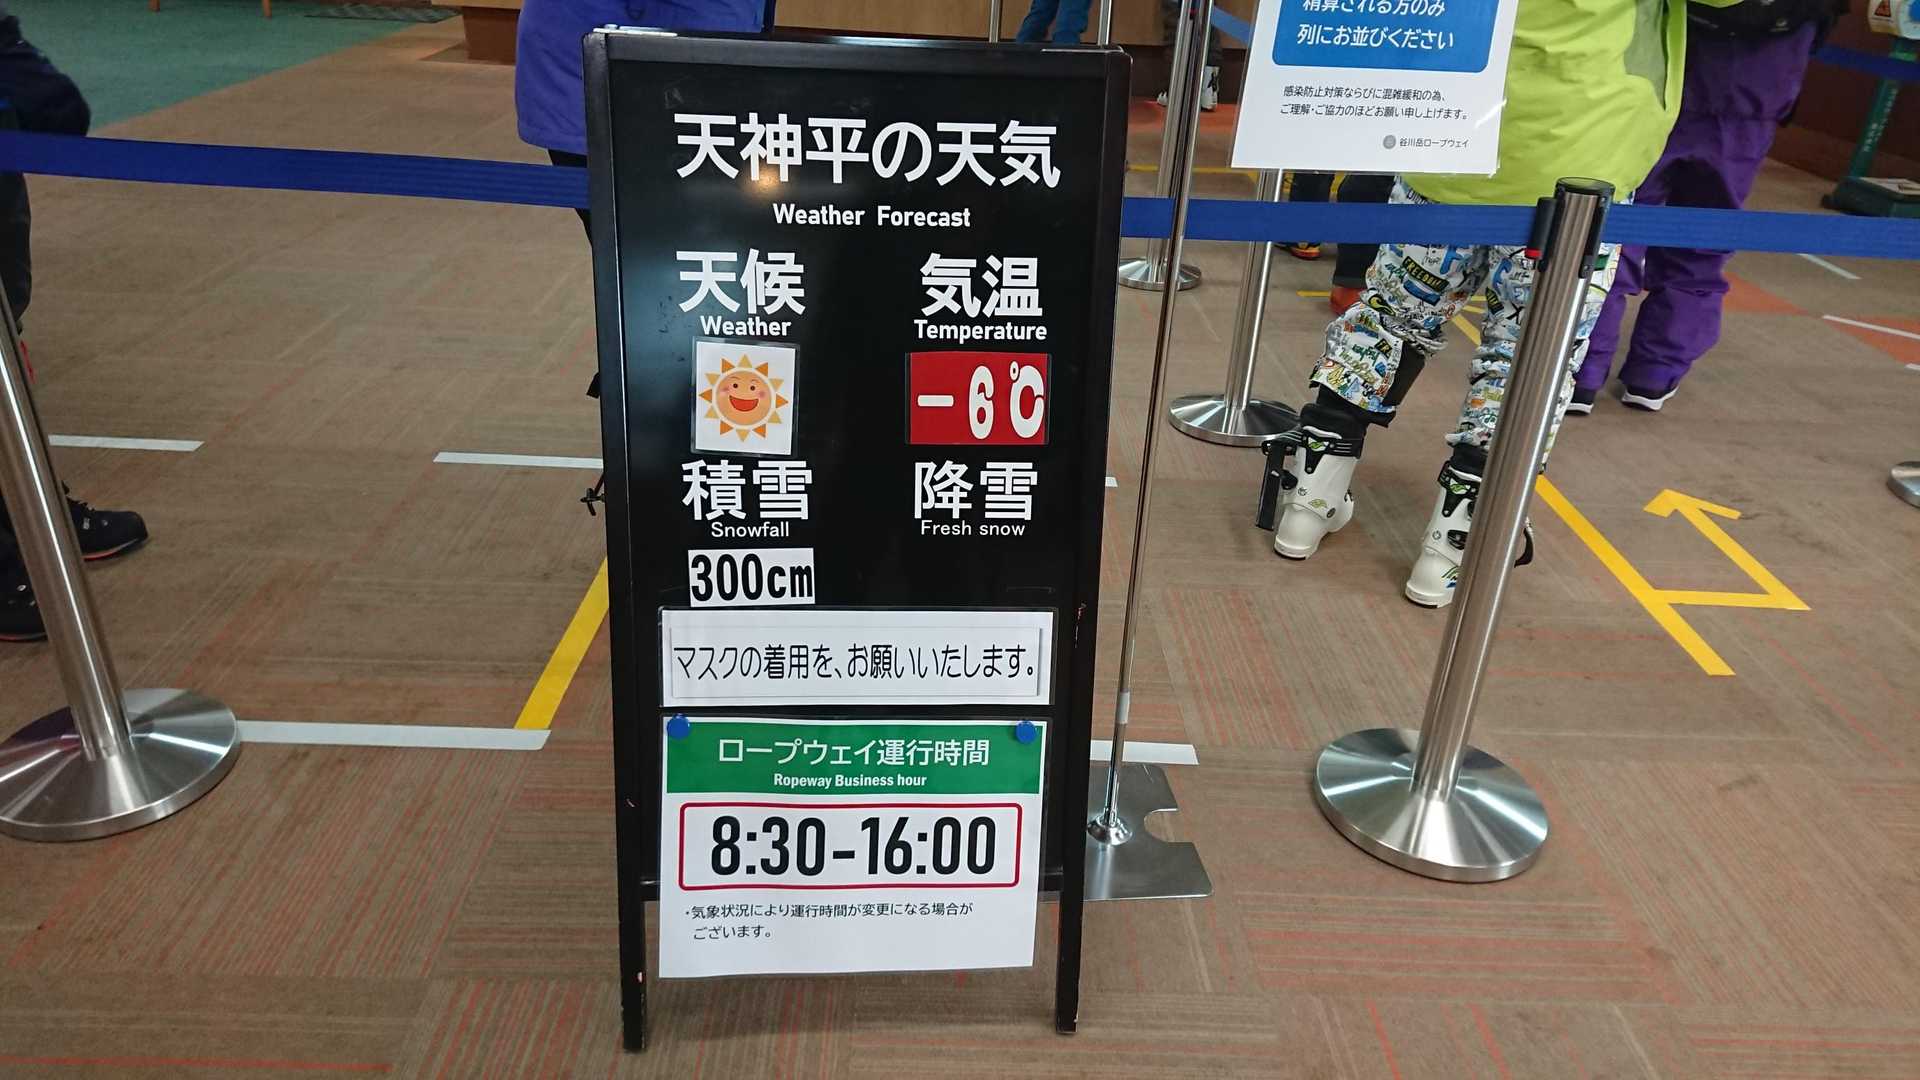 天神平の天気
Weather Forecast
天候
Weather
気温
Temperature
-6℃
積雪
Snowfall
降雪
Fresh snow
300cm
マスクの着用を、お願いいたします。
ロープウェイ運行時間
Ropeway Business hour
8:30-16:00
・気象状況により運行時間が変更になる場合が
ございます。
精算される方のみ
列にお並びください
感染防止対策ならびに混雑緩和の為、
ご理解・ご協力のほどお願い申し上げます。
谷川岳ロープウェイ